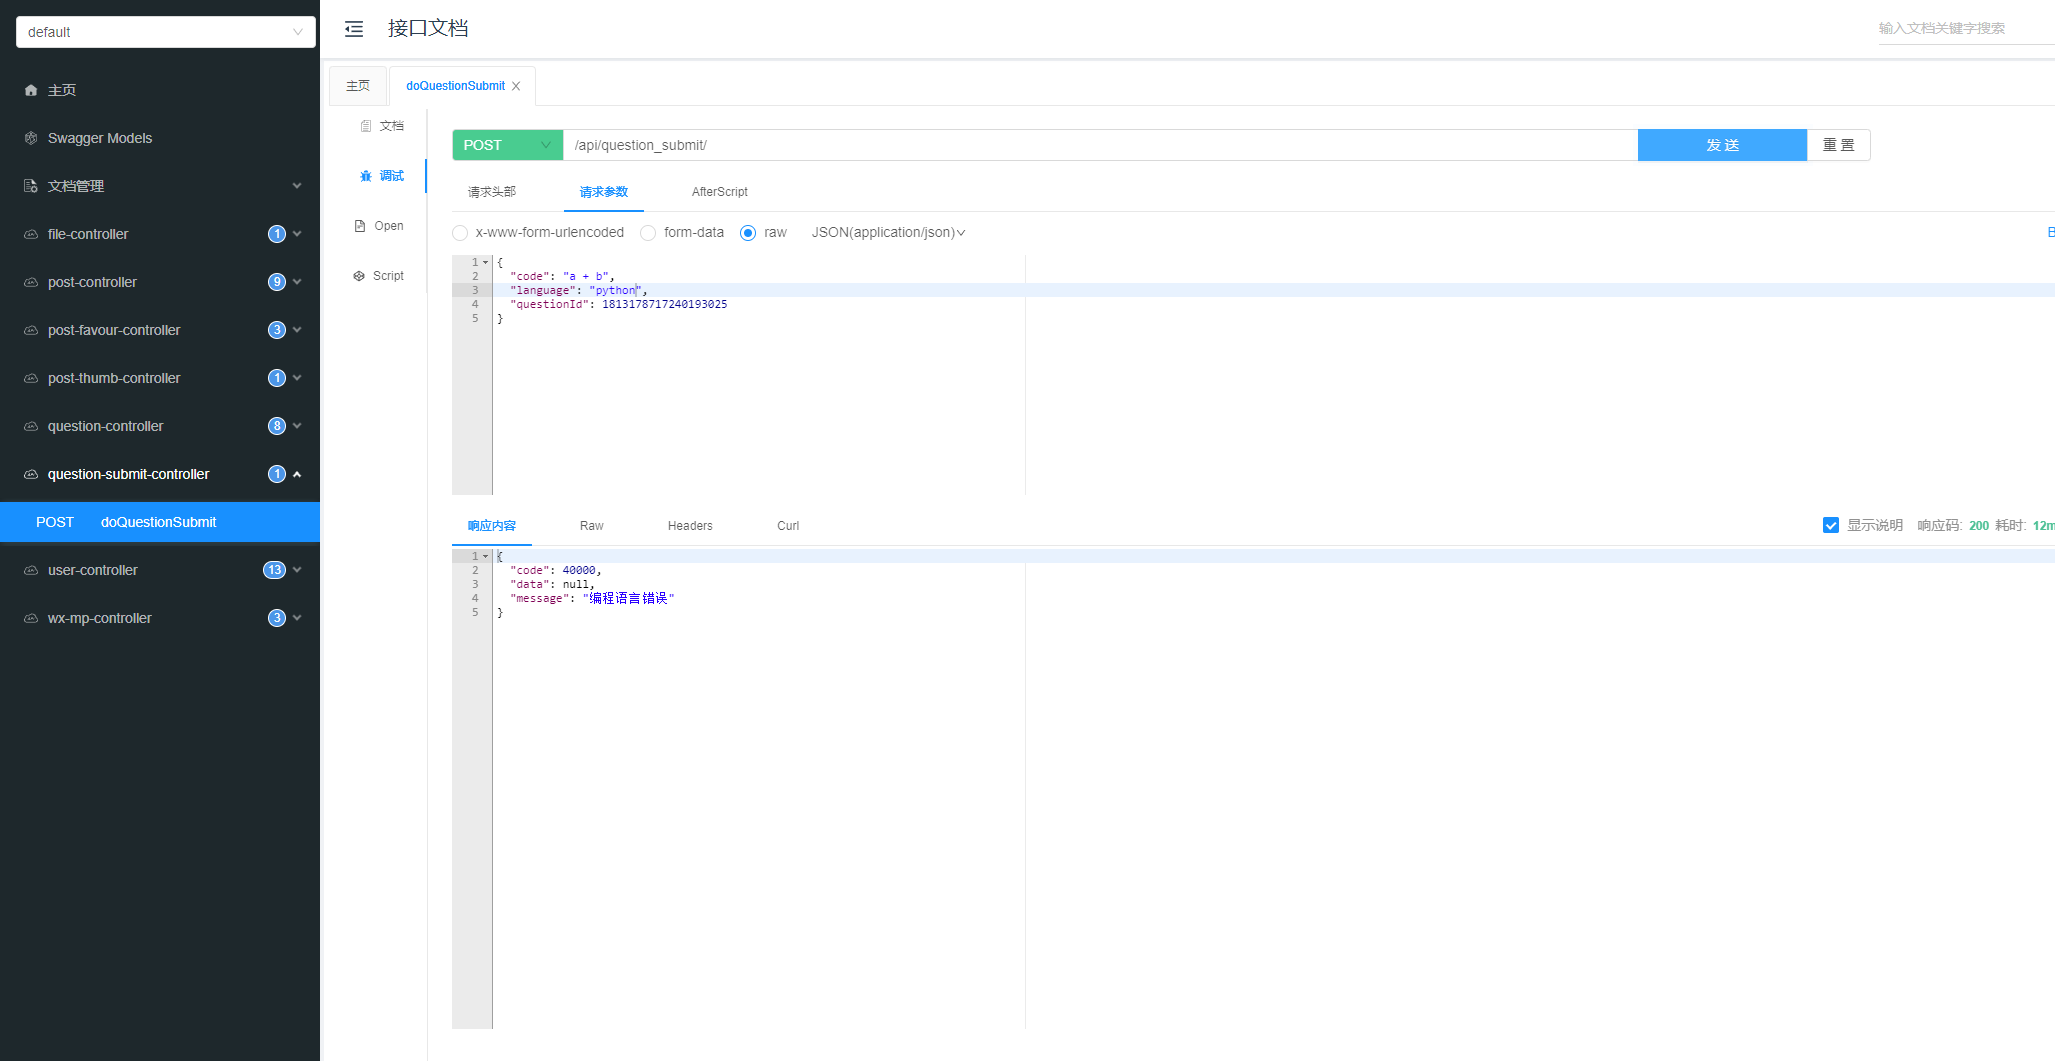 default
主页
Swagger Models
文档管理
file-controller 1
post-controller 9
post-favour-controller 3
post-thumb-controller 1
question-controller 8
question-submit-controller 1
POST doQuestionSubmit
user-controller 13
wx-mp-controller 3
接口文档
输入文档关键字搜索
主页 doQuestionSubmit
文档
调试
Open
Script
POST /api/question_submit/ 发 送 重 置
请求头部 请求参数 AfterScript
x-www-form-urlencoded form-data raw JSON(application/json)
1 {
2 "code": "a + b",
3 "language": "python",
4 "questionId": 1813178717240193025
5 }
响应内容 Raw Headers Curl 显示说明 响应码: 200 耗时: 12m
1 {
2 "code": 40000,
3 "data": null,
4 "message": "编程语言错误"
5 }